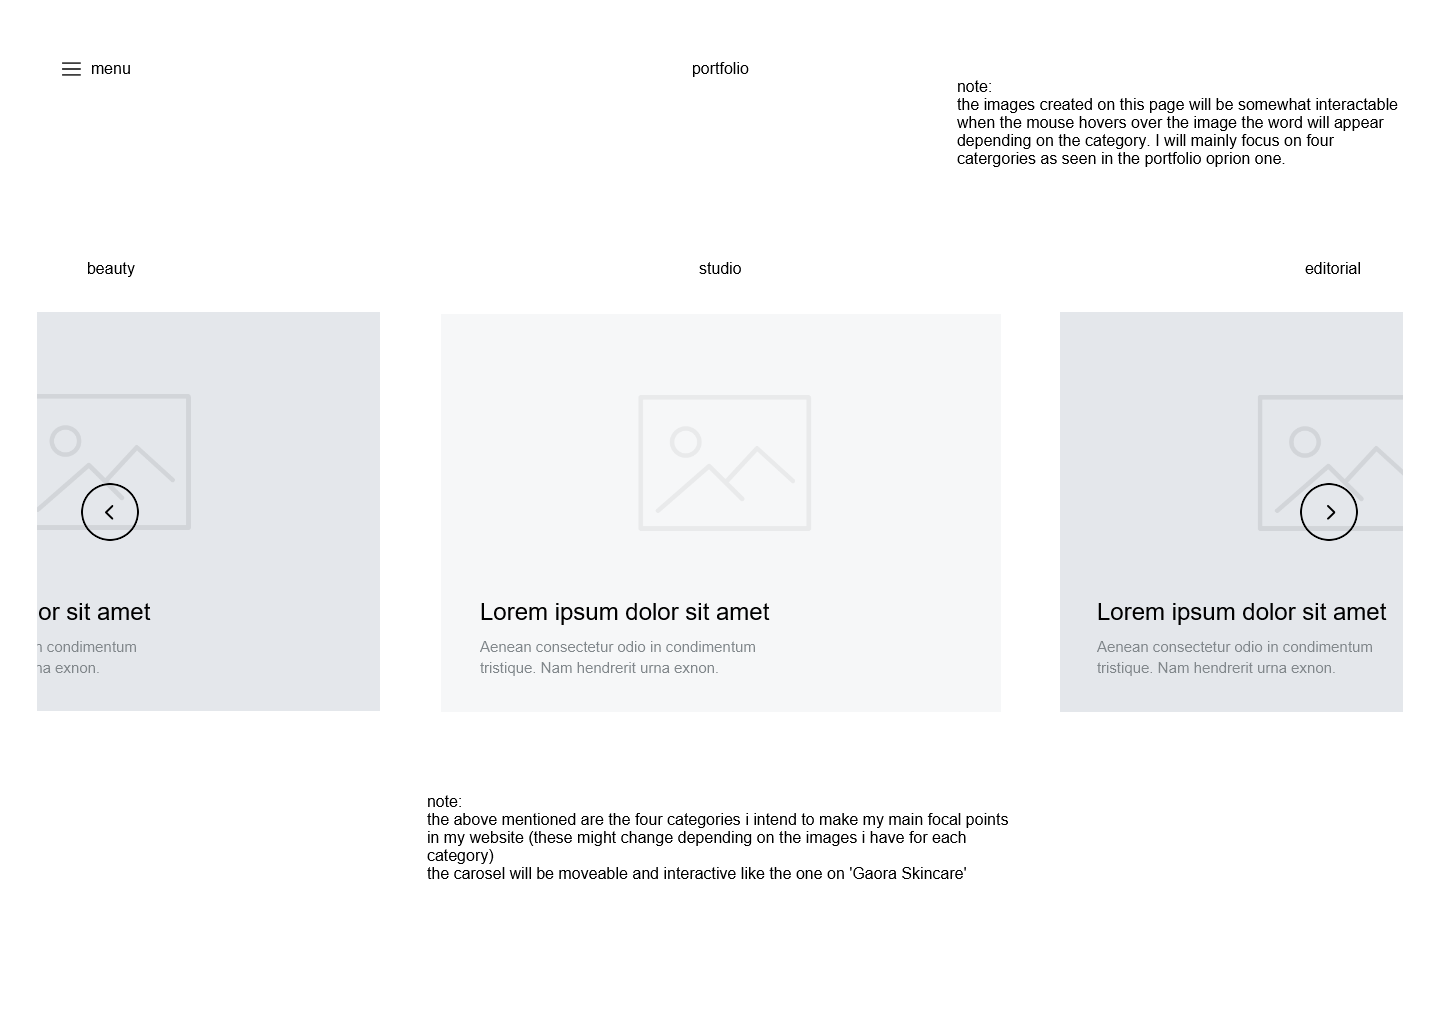 menu
portfolio
note:
the images created on this page will be somewhat interactable
when the mouse hovers over the image the word will appear
depending on the category. I will mainly focus on four
catergories as seen in the portfolio oprion one.
beauty
studio
editorial
or sit amet
n condimentum
na exnon.
Lorem ipsum dolor sit amet
Aenean consectetur odio in condimentum
tristique. Nam hendrerit urna exnon.
Lorem ipsum dolor sit amet
Aenean consectetur odio in condimentum
tristique. Nam hendrerit urna exnon.
note:
the above mentioned are the four categories i intend to make my main focal points
in my website (these might change depending on the images i have for each
category)
the carosel will be moveable and interactive like the one on 'Gaora Skincare'